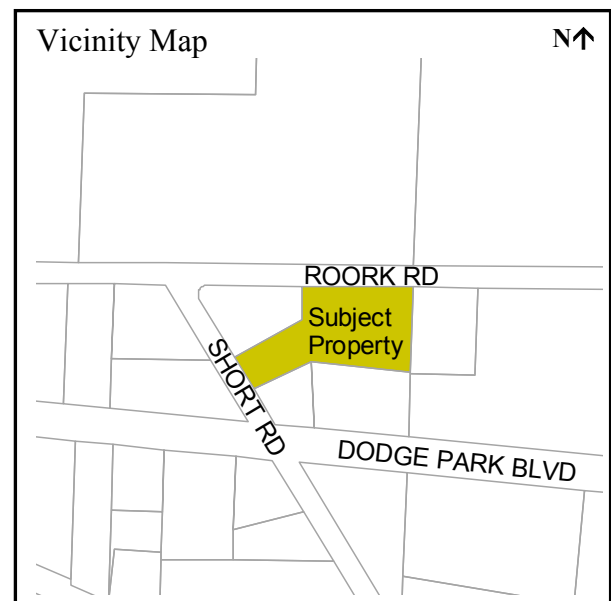 Vicinity Map
N↑
ROORK RD
Subject
Property
SHORT RD
DODGE PARK BLVD